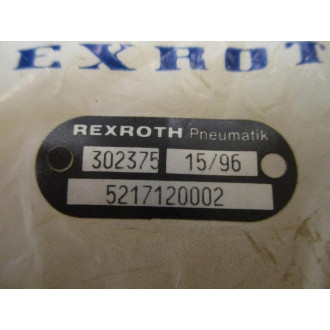 EXROT
REXROTH Pneumatik
302375 15/96
5217120002